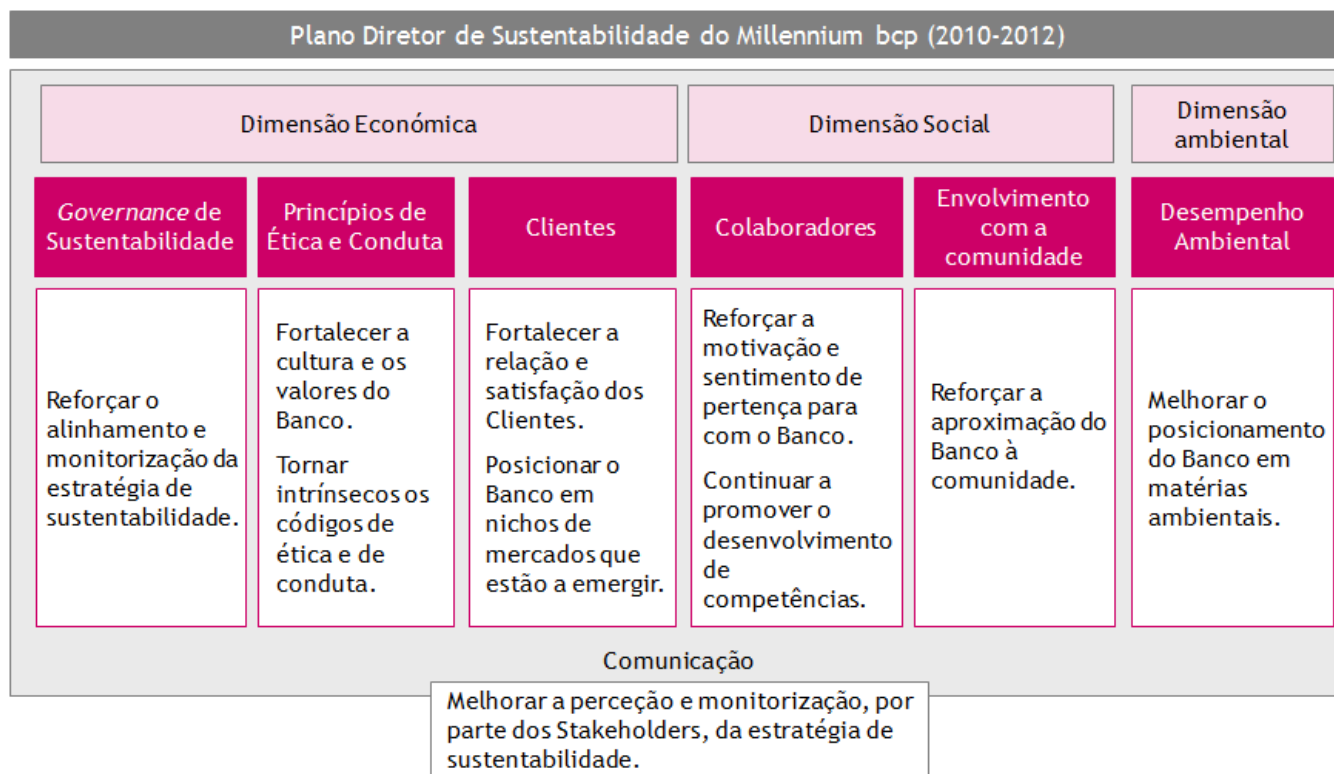 Plano Diretor de Sustentabilidade do Millennium bcp (2010-2012)
Dimensão Económica
Dimensão Social
Dimensão
ambiental
Governance de
Sustentabilidade
Princípios de
Ética e Conduta
Clientes
Colaboradores
Envolvimento
com a
comunidade
Desempenho
Ambiental
Reforçar o
alinhamento e
monitorização da
estratégia de
sustentabilidade.
Fortalecer a
cultura e os
valores do
Banco.
Tornar
intrínsecos os
códigos de
ética e de
conduta.
Fortalecer a
relação e
satisfação dos
Clientes.
Posicionar o
Banco em
nichos de
mercados que
estão a emergir.
Reforçar a
motivação e
sentimento de
pertença para
com o Banco.
Continuar a
promover o
desenvolvimento
de
competências.
Reforçar a
aproximação do
Banco à
comunidade.
Melhorar o
posicionamento
do Banco em
matérias
ambientais.
Comunicação
Melhorar a perceção e monitorização, por
parte dos Stakeholders, da estratégia de
sustentabilidade.